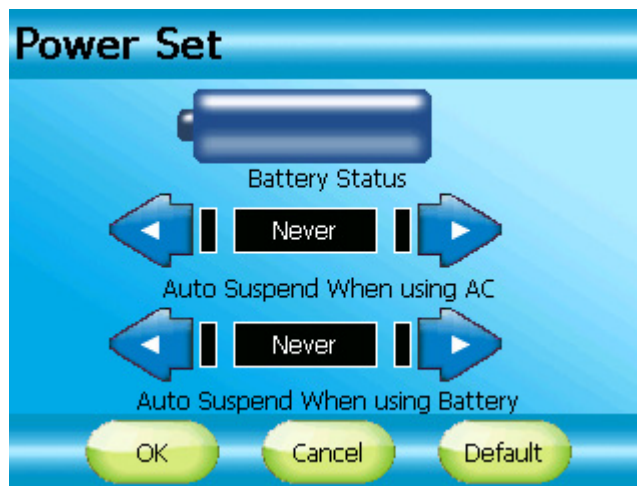 Power Set
Battery Status
Never
Auto Suspend When using AC
Never
Auto Suspend When using Battery
OK Cancel Default